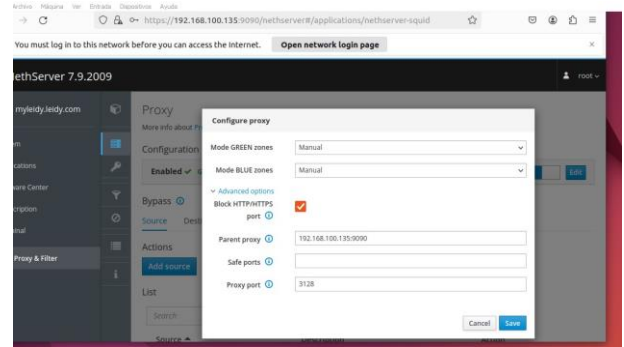 Archivo Máquina Ver Entrada Dispositivos Ayuda
https://192.168.100.135:9090/nethserver#/applications/nethserver-squid
You must log in to this network before you can access the Internet. Open network login page
ethServer 7.9.2009
root
myleidy.leidy.com
Proxy
More info about
Configuration
Enabled
Edit
Bypass
Source
Actions
Proxy & Filter
Add source
List
Search
Source
Description
Action
Configure proxy
Mode GREEN zones Manual
Mode BLUE zones Manual
Advanced options
Block HTTP/HTTPS
port
Parent proxy 192.168.100.135:9090
Safe ports
Proxy port 3128
Cancel Save